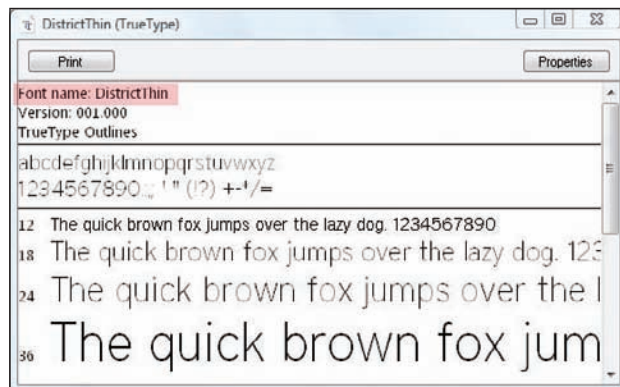 DistrictThin (TrueType)
Print Properties
Font name: DistrictThin
Version: 001.000
TrueType Outlines
abcdefghijklmnopqrstuvwxyz
1234567890.:; ' " (!?) +-*/=
12 The quick brown fox jumps over the lazy dog. 1234567890
18 The quick brown fox jumps over the lazy dog. 123
24 The quick brown fox jumps over the l
36 The quick brown fox jum